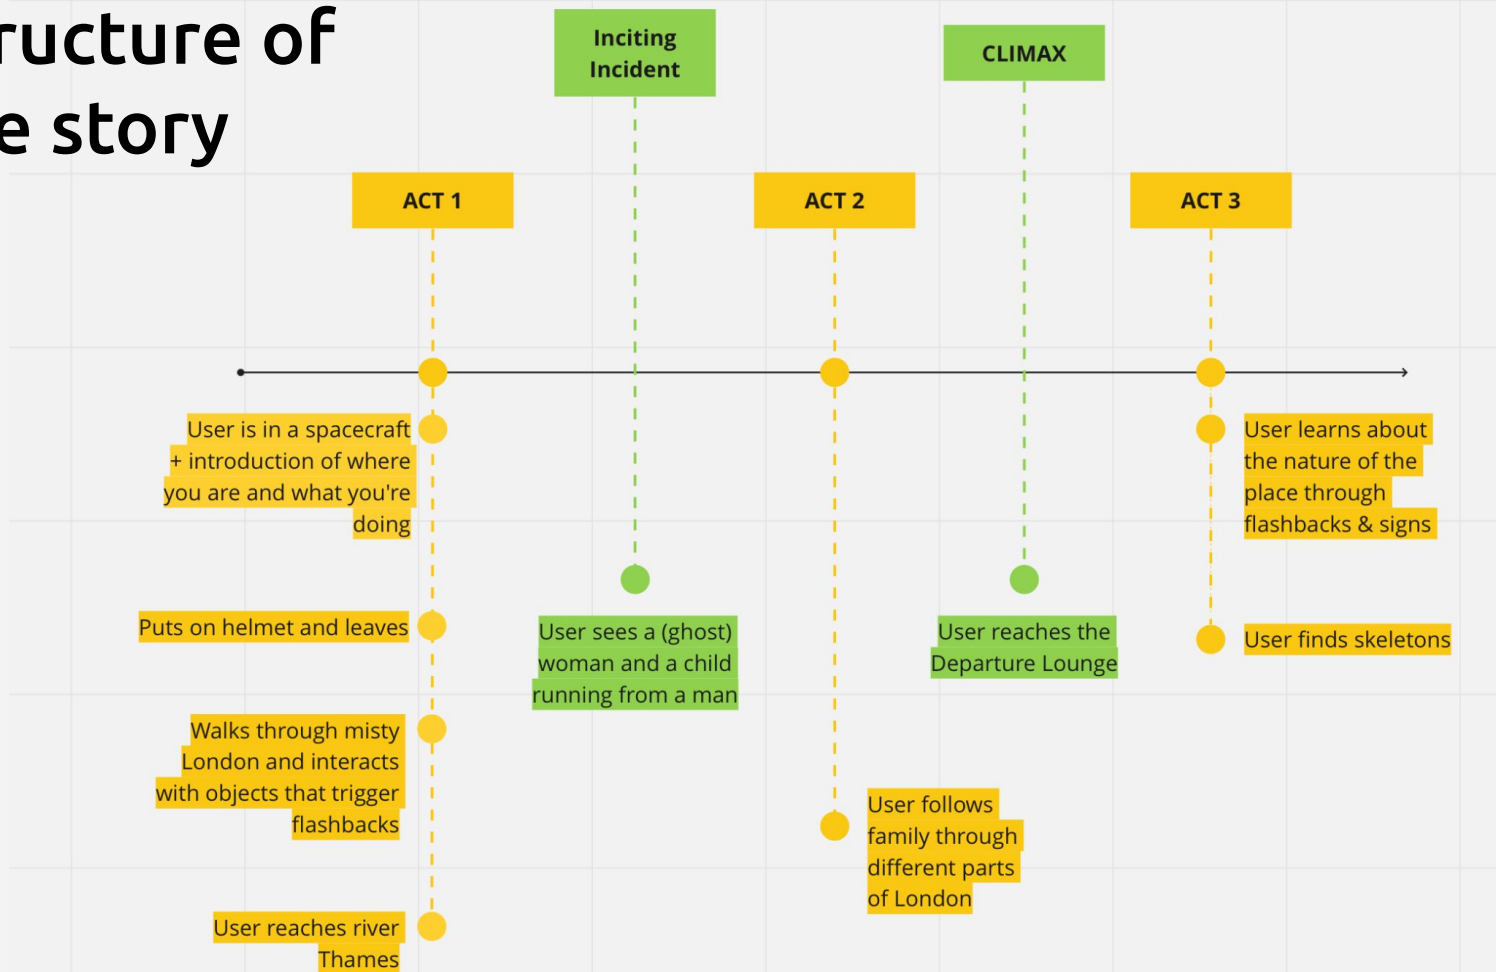 ructure of
e story
Inciting
Incident
CLIMAX
ACT 1
ACT 2
ACT 3
User is in a spacecraft
+ introduction of where
you are and what you're
doing
Puts on helmet and leaves
Walks through misty
London and interacts
with objects that trigger
flashbacks
User reaches river
Thames
User sees a (ghost)
woman and a child
running from a man
User follows
family through
different parts
of London
User reaches the
Departure Lounge
User learns about
the nature of the
place through
flashbacks & signs
User finds skeletons